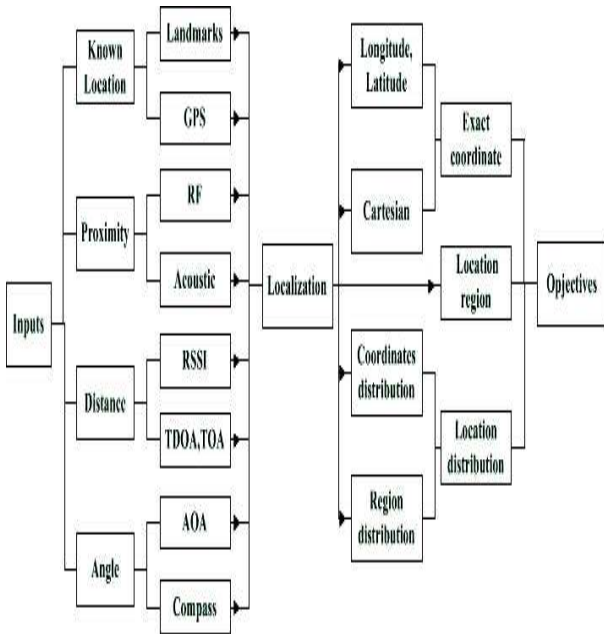 Inputs
Known
Location
Proximity
Distance
Angle
Landmarks
GPS
RF
Acoustic
RSSI
TDOA,TOA
AOA
Compass
Localization
Longitude,
Latitude
Cartesian
Coordinates
distribution
Region
distribution
Exact
coordinate
Location
region
Location
distribution
Opjectives